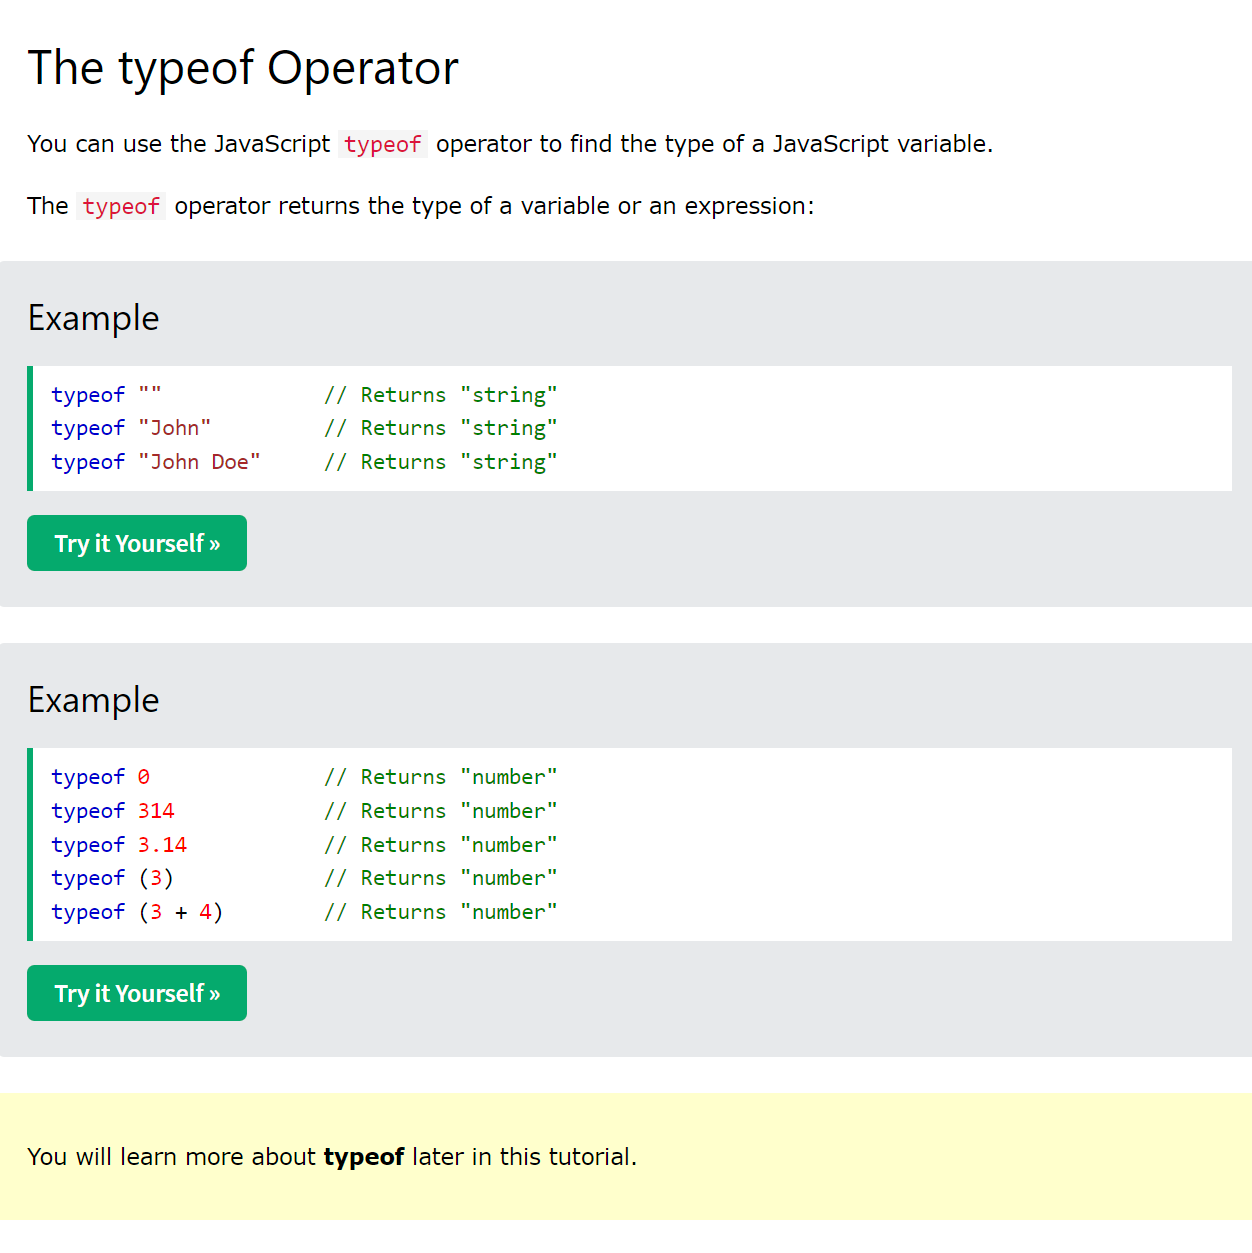 The typeof Operator
You can use the JavaScript typeof operator to find the type of a JavaScript variable.
The typeof operator returns the type of a variable or an expression:
Example
typeof ""             // Returns "string"
typeof "John"         // Returns "string"
typeof "John Doe"     // Returns "string"
Try it Yourself »
Example
typeof 0              // Returns "number"
typeof 314            // Returns "number"
typeof 3.14           // Returns "number"
typeof (3)            // Returns "number"
typeof (3 + 4)        // Returns "number"
Try it Yourself »
You will learn more about typeof later in this tutorial.